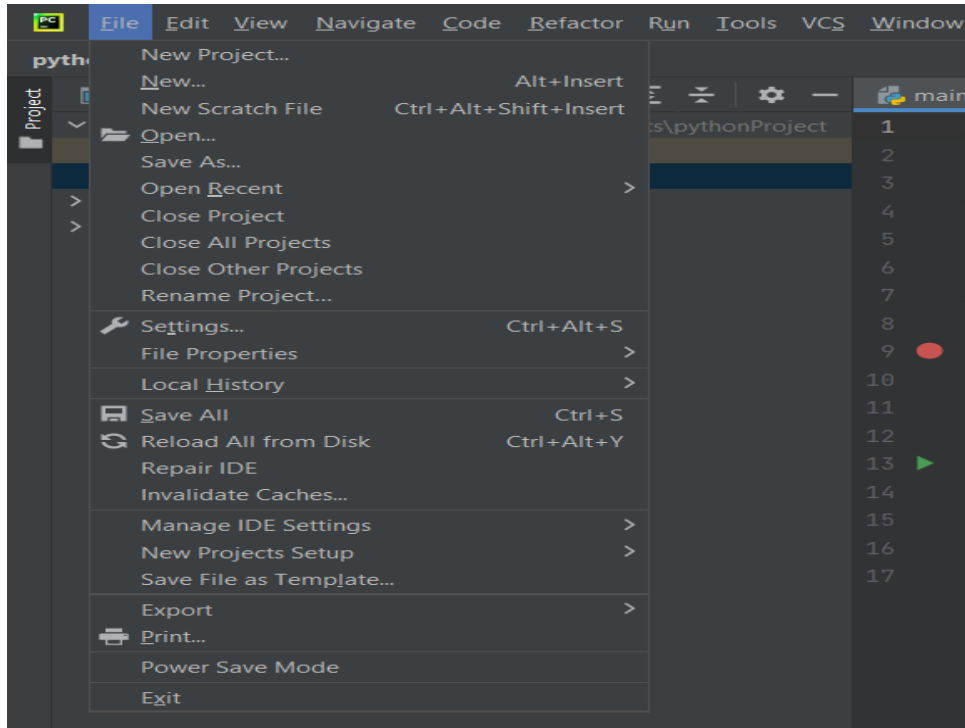 PC File Edit View Navigate Code Refactor Run Tools VCS Window
pyth
Project
New Project...
New... Alt+Insert
New Scratch File Ctrl+Alt+Shift+Insert
Open...
Save As...
Open Recent
Close Project
Close All Projects
Close Other Projects
Rename Project...
Settings... Ctrl+Alt+S
File Properties
Local History
Save All Ctrl+S
Reload All from Disk Ctrl+Alt+Y
Repair IDE
Invalidate Caches...
Manage IDE Settings
New Projects Setup
Save File as Template...
Export
Print...
Power Save Mode
Exit
ts\pythonProject
main
1
2
3
4
5
6
7
8
9
10
11
12
13
14
15
16
17